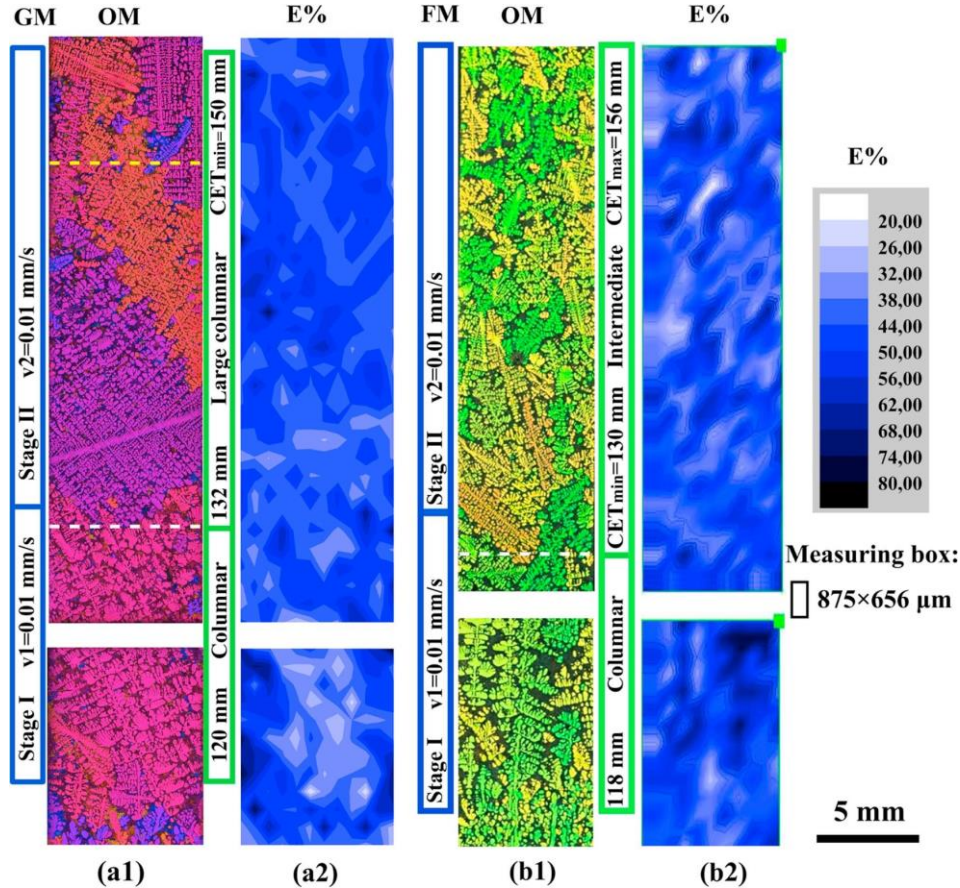 GM OM E% FM OM E%
Stage I v1=0.01 mm/s Stage II v2=0.01 mm/s
120 mm Columnar 132 mm Large columnar CETmin=150 mm
Stage I v1=0.01 mm/s Stage II v2=0.01 mm/s
118 mm Columnar CETmin=130 mm Intermediate CETmax=156 mm
E%
20,00
26,00
32,00
38,00
44,00
50,00
56,00
62,00
68,00
74,00
80,00
Measuring box:
875×656 µm
5 mm
(a1) (a2) (b1) (b2)